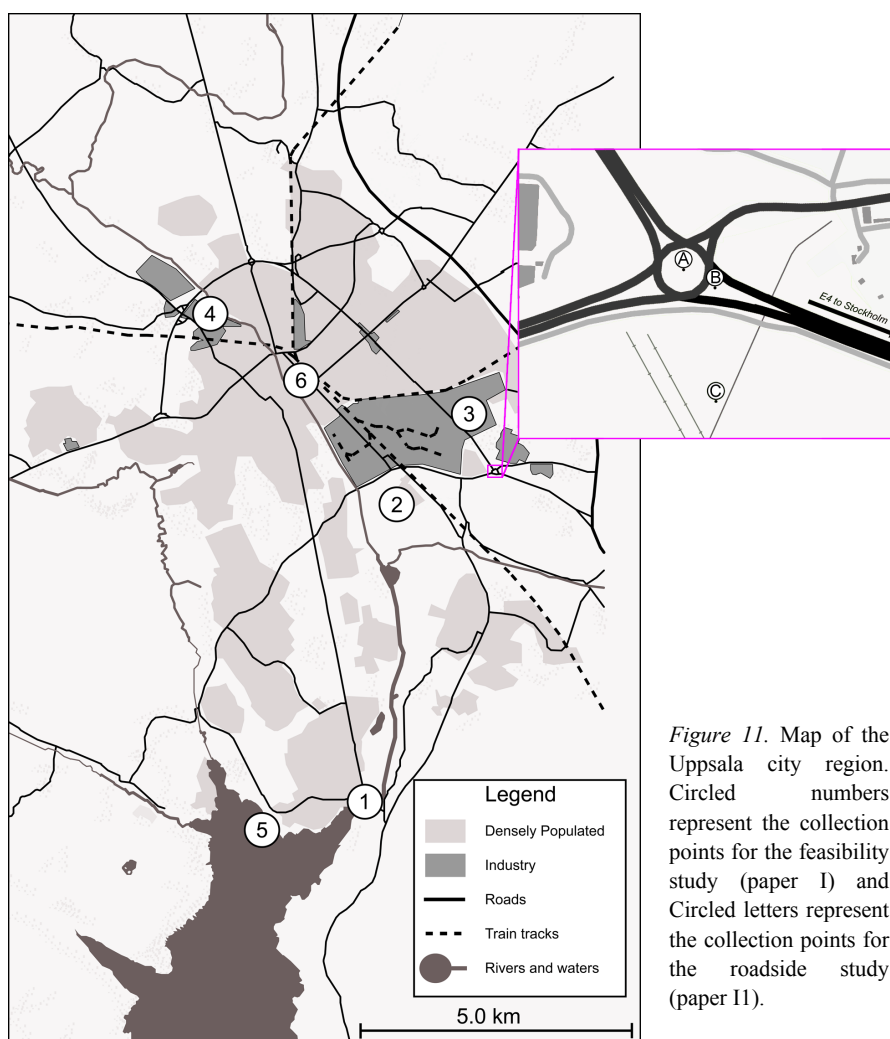 A
B
E4 to Stockholm
C
4
6
3
2
1
5
Legend
Densely Populated
Industry
Roads
Train tracks
Rivers and waters
5.0 km
Figure 11. Map of the
Uppsala city region.
Circled numbers
represent the collection
points for the feasibility
study (paper I) and
Circled letters represent
the collection points for
the roadside study
(paper I1).